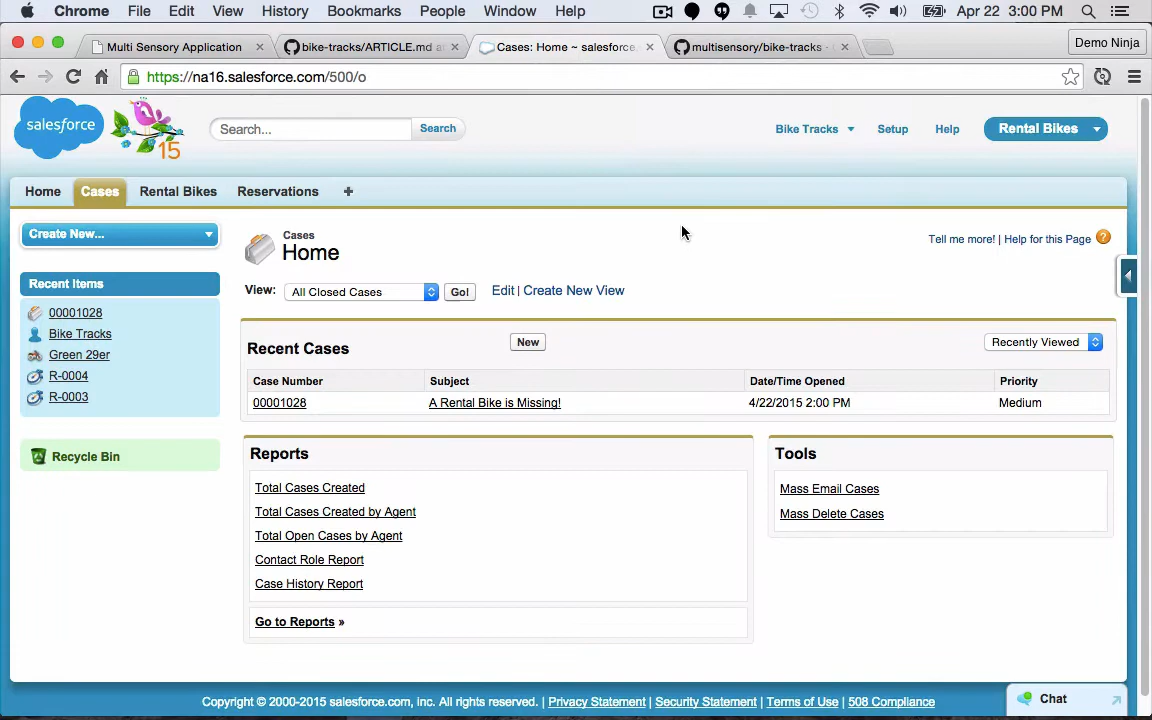 Chrome File Edit View History Bookmarks People Window Help Apr 22 3:00 PM
Multi Sensory Application
bike-tracks/ARTICLE.md
Cases: Home ~ salesforce.
multisensory/bike-tracks
Demo Ninja
https://na16.salesforce.com/500/o
salesforce
15
Search...
Search
Bike Tracks
Setup
Help
Rental Bikes
Home
Cases
Rental Bikes
Reservations
+
Create New...
Cases
Home
Tell me more! | Help for this Page
?
View: All Closed Cases Go! Edit | Create New View
Recent Items
00001028
Bike Tracks
Green 29er
R-0004
R-0003
Recycle Bin
Recent Cases
New
Recently Viewed
Case Number Subject Date/Time Opened Priority
00001028 A Rental Bike is Missing! 4/22/2015 2:00 PM Medium
Reports
Total Cases Created
Total Cases Created by Agent
Total Open Cases by Agent
Contact Role Report
Case History Report
Go to Reports »
Tools
Mass Email Cases
Mass Delete Cases
Copyright © 2000-2015 salesforce.com, inc. All rights reserved. | Privacy Statement | Security Statement | Terms of Use | 508 Compliance
Chat